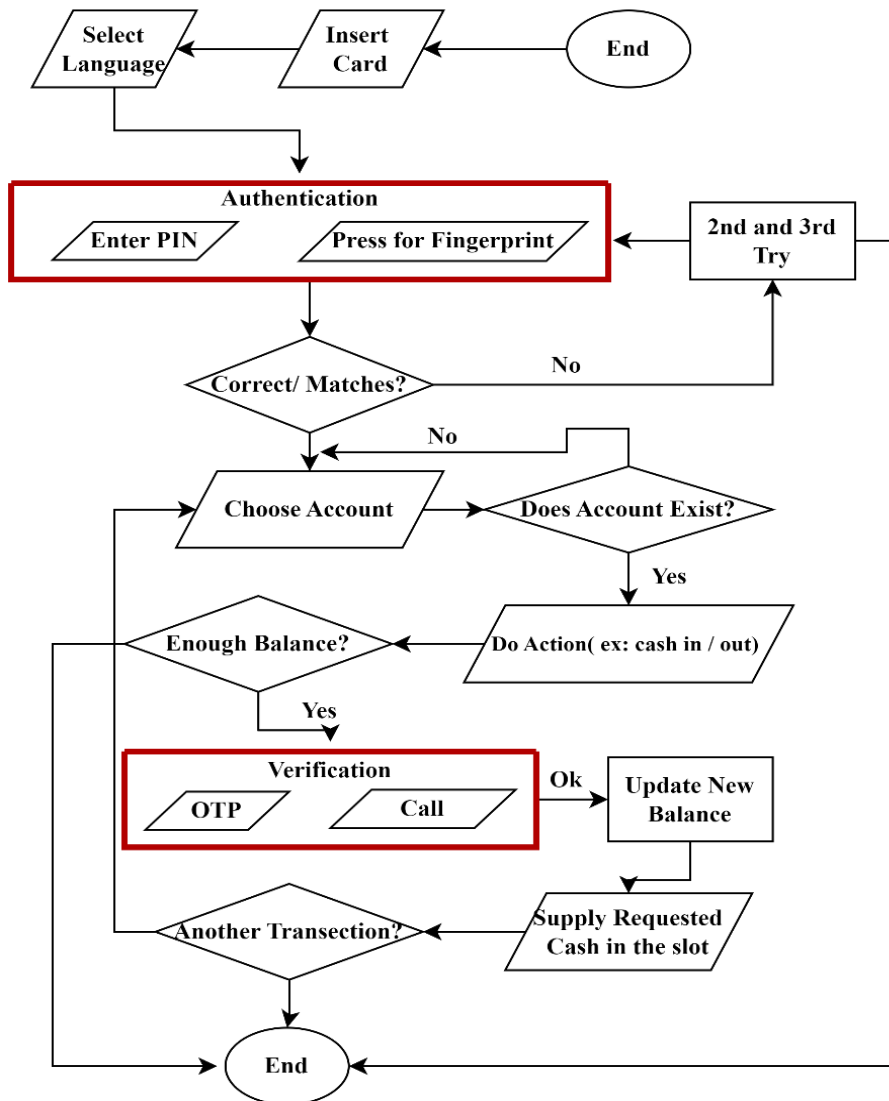 Select
Language
Insert
Card
End
Authentication
Enter PIN
Press for Fingerprint
2nd and 3rd
Try
Correct/ Matches?
No
No
Choose Account
Does Account Exist?
Yes
Enough Balance?
Do Action( ex: cash in / out)
Yes
Verification
OTP
Call
Ok
Update New
Balance
Another Transection?
Supply Requested
Cash in the slot
End